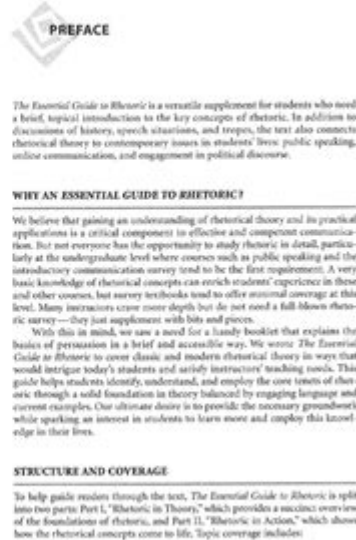 PREFACE
The Essential Guide to Rhetoric is a versatile supplement for students who need
a brief, topical introduction to the key concepts of rhetoric. In addition to
discussions of history, speech situations, and tropes, the text also connects
rhetorical theory to contemporary issues in students' lives: public speaking,
online communication, and engagement in political discourse.
WHY AN ESSENTIAL GUIDE TO RHETORIC?
We believe that gaining an understanding of rhetorical theory and its practical
applications is a critical component to effective and competent communica-
tion. But not everyone has the opportunity to study rhetoric in detail, particu-
larly at the undergraduate level where courses such as public speaking and the
introductory communication survey tend to be the first requirement. A very
basic knowledge of rhetorical concepts can enrich students' experience in these
and other courses, but survey textbooks tend to offer minimal coverage at this
level. Many instructors crave more depth but do not need a full-blown rheto-
ric survey—they just supplement with bits and pieces.
With this in mind, we saw a need for a handy booklet that explains the
basics of persuasion in a brief and accessible way. We wrote The Essential
Guide to Rhetoric to cover classic and modern rhetorical theory in ways that
would intrigue today's students and satisfy instructors' teaching needs. This
guide helps students identify, understand, and employ the core tenets of rhet-
oric through a solid foundation in theory balanced by engaging language and
current examples. Our ultimate desire is to provide the necessary groundwork
while sparking an interest in students to learn more and employ this knowl-
edge in their lives.
STRUCTURE AND COVERAGE
To help guide readers through the text, The Essential Guide to Rhetoric is split
into two parts: Part I, "Rhetoric in Theory," which provides a succinct overview
of the foundations of rhetoric, and Part II, "Rhetoric in Action," which shows
how the rhetorical concepts come to life. Topic coverage includes: